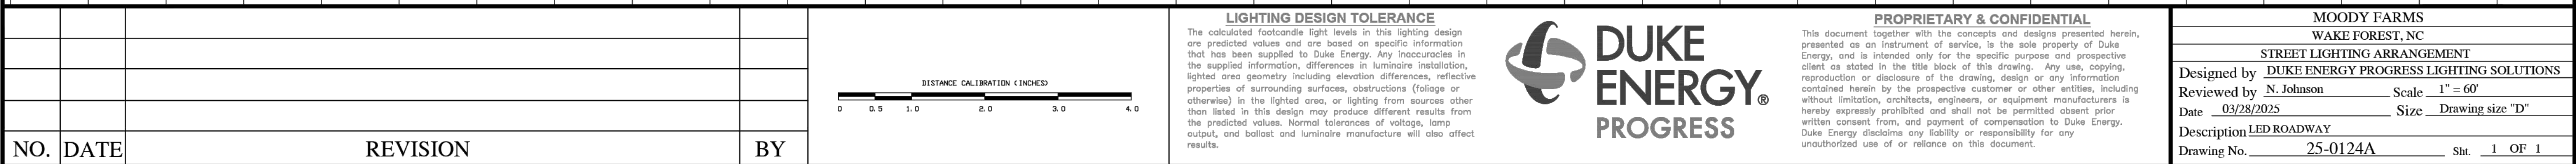 NO. DATE REVISION BY
DISTANCE CALIBRATION (INCHES)
0 0.5 1.0 2.0 3.0 4.0
LIGHTING DESIGN TOLERANCE
The calculated footcandle light levels in this lighting design
are predicted values and are based on specific information
that has been supplied to Duke Energy. Any inaccuracies in
the supplied information, differences in luminaire installation,
lighted area geometry including elevation differences, reflective
properties of surrounding surfaces, obstructions (foliage or
otherwise) in the lighted area, or lighting from sources other
than listed in this design may produce different results from
the predicted values. Normal tolerances of voltage, lamp
output, and ballast and luminaire manufacture will also affect
results.
DUKE
ENERGY®
PROGRESS
PROPRIETARY & CONFIDENTIAL
This document together with the concepts and designs presented herein,
presented as an instrument of service, is the sole property of Duke
Energy, and is intended only for the specific purpose and prospective
client as stated in the title block of this drawing. Any use, copying,
reproduction or disclosure of the drawing, design or any information
contained herein by the prospective customer or other entities, including
without limitation, architects, engineers, or equipment manufacturers is
hereby expressly prohibited and shall not be permitted absent prior
written consent from, and payment of compensation to Duke Energy.
Duke Energy disclaims any liability or responsibility for any
unauthorized use of or reliance on this document.
MOODY FARMS
WAKE FOREST, NC
STREET LIGHTING ARRANGEMENT
Designed by DUKE ENERGY PROGRESS LIGHTING SOLUTIONS
Reviewed by N. Johnson Scale 1" = 60'
Date 03/28/2025 Size Drawing size "D"
Description LED ROADWAY
Drawing No. 25-0124A Sht. 1 OF 1